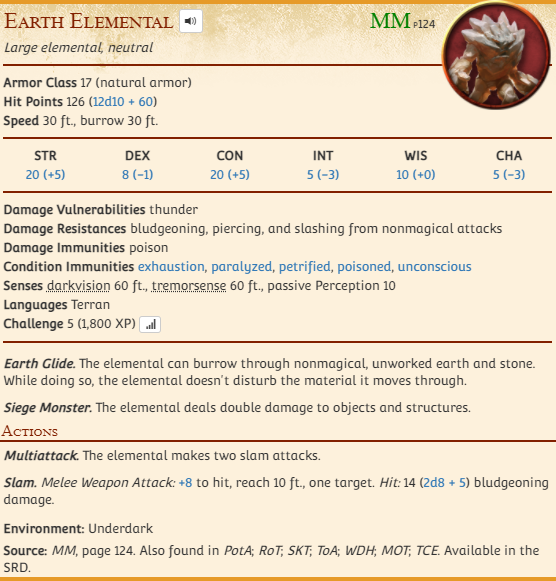 Earth Elemental
MM P124
Large elemental, neutral
Armor Class 17 (natural armor)
Hit Points 126 (12d10 + 60)
Speed 30 ft., burrow 30 ft.
STR DEX CON INT WIS CHA
20 (+5) 8 (−1) 20 (+5) 5 (−3) 10 (+0) 5 (−3)
Damage Vulnerabilities thunder
Damage Resistances bludgeoning, piercing, and slashing from nonmagical attacks
Damage Immunities poison
Condition Immunities exhaustion, paralyzed, petrified, poisoned, unconscious
Senses darkvision 60 ft., tremorsense 60 ft., passive Perception 10
Languages Terran
Challenge 5 (1,800 XP)
Earth Glide. The elemental can burrow through nonmagical, unworked earth and stone.
While doing so, the elemental doesn't disturb the material it moves through.
Siege Monster. The elemental deals double damage to objects and structures.
Actions
Multiattack. The elemental makes two slam attacks.
Slam. Melee Weapon Attack: +8 to hit, reach 10 ft., one target. Hit: 14 (2d8 + 5) bludgeoning
damage.
Environment: Underdark
Source: MM, page 124. Also found in PotA; RoT; SKT; ToA; WDH; MOT; TCE. Available in the
SRD.